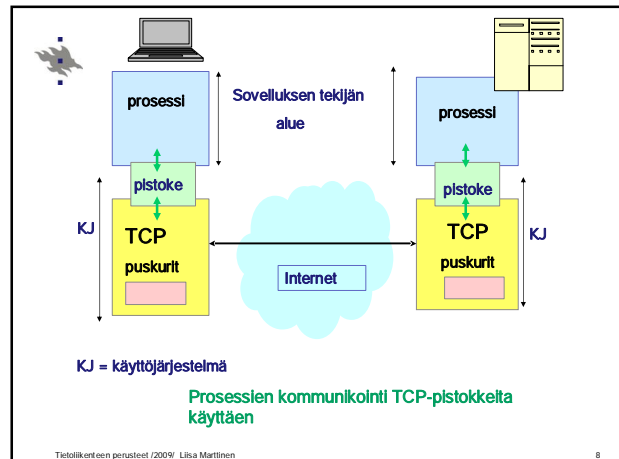 prosessi
Sovelluksen tekijän
alue
prosessi
pistoke
pistoke
KJ
TCP
puskurit
Internet
TCP
puskurit
KJ
KJ = käyttöjärjestelmä
Prosessien kommunikointi TCP-pistokkeita
käyttäen
Tietoliikenteen perusteet /2009/ Liisa Marttinen
8